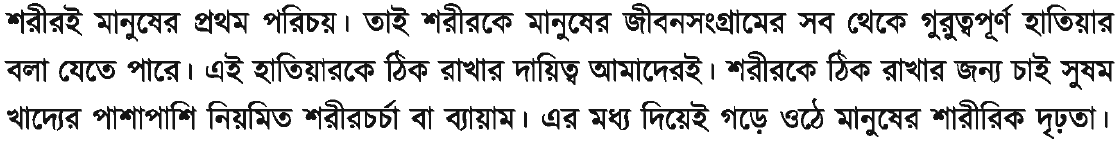 শরীরই মানুষের প্রথম পরিচয়। তাই শরীরকে মানুষের জীবনসংগ্রামের সব থেকে গুরুত্বপূর্ণ হাতিয়ার
বলা যেতে পারে। এই হাতিয়ারকে ঠিক রাখার দায়িত্ব আমাদেরই। শরীরকে ঠিক রাখার জন্য চাই সুষম
খাদ্যের পাশাপাশি নিয়মিত শরীরচর্চা বা ব্যায়াম। এর মধ্য দিয়েই গড়ে ওঠে মানুষের শারীরিক দৃঢ়তা।